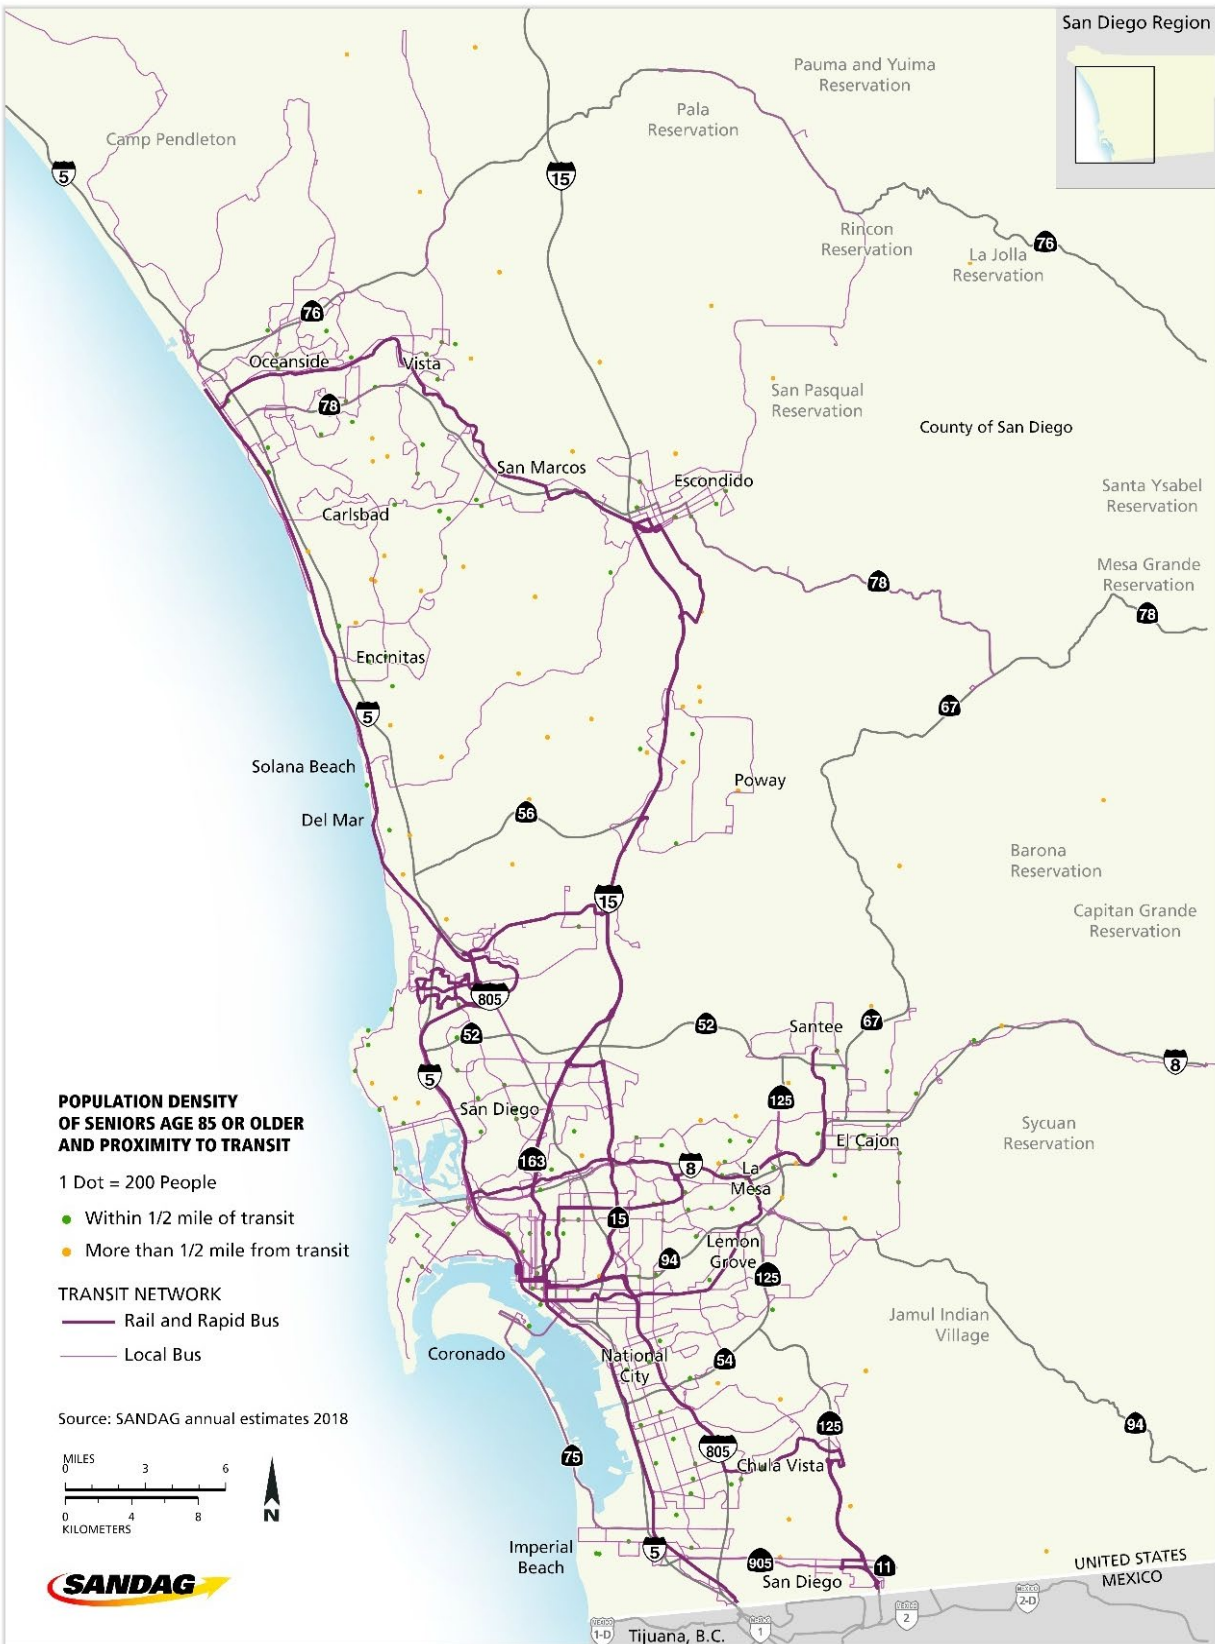 San Diego Region
Pauma and Yuima
Reservation
Pala
Reservation
Camp Pendleton
5
15
Rincon
Reservation
76
La Jolla
Reservation
76
Oceanside
Vista
San Pasqual
Reservation
78
County of San Diego
San Marcos
Escondido
Santa Ysabel
Reservation
Carlsbad
Mesa Grande
Reservation
78
78
Encinitas
67
5
Solana Beach
Poway
56
Del Mar
Barona
Reservation
15
Capitan Grande
Reservation
805
52
52
Santee
67
5
8
125
San Diego
Sycuan
Reservation
El Cajon
163
8
La
Mesa
15
Lemon
Grove
94
125
Jamul Indian
Village
Coronado
National
City
54
125
94
805
75
Chula Vista
Imperial
Beach
5
905
11
San Diego
UNITED STATES
MEXICO
MEXICO
1-D
Tijuana, B.C.
MEXICO
1
MEXICO
2
MEXICO
2-D
POPULATION DENSITY
OF SENIORS AGE 85 OR OLDER
AND PROXIMITY TO TRANSIT
1 Dot = 200 People
Within 1/2 mile of transit
More than 1/2 mile from transit
TRANSIT NETWORK
Rail and Rapid Bus
Local Bus
Source: SANDAG annual estimates 2018
MILES
0 3 6
0 4 8
KILOMETERS
N
SANDAG